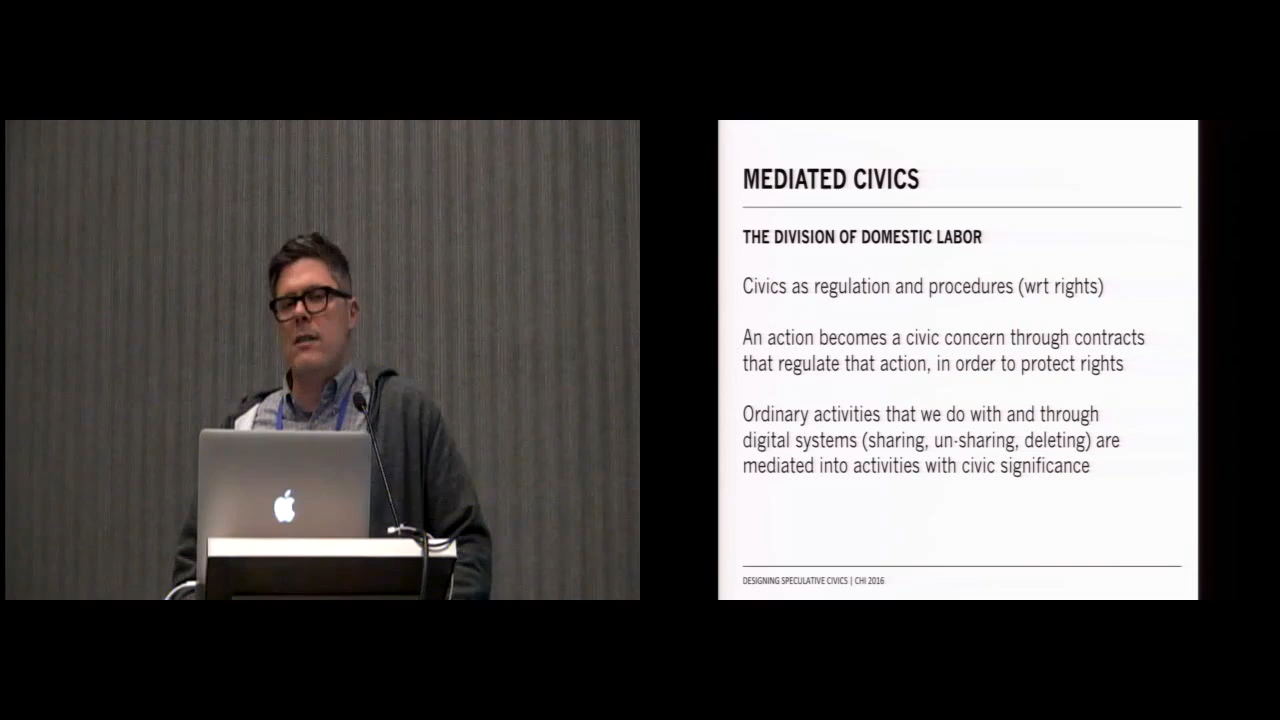 MEDIATED CIVICS
THE DIVISION OF DOMESTIC LABOR
Civics as regulation and procedures (wrt rights)
An action becomes a civic concern through contracts
that regulate that action, in order to protect rights
Ordinary activities that we do with and through
digital systems (sharing, un-sharing, deleting) are
mediated into activities with civic significance
DESIGNING SPECULATIVE CIVICS | CHI 2016